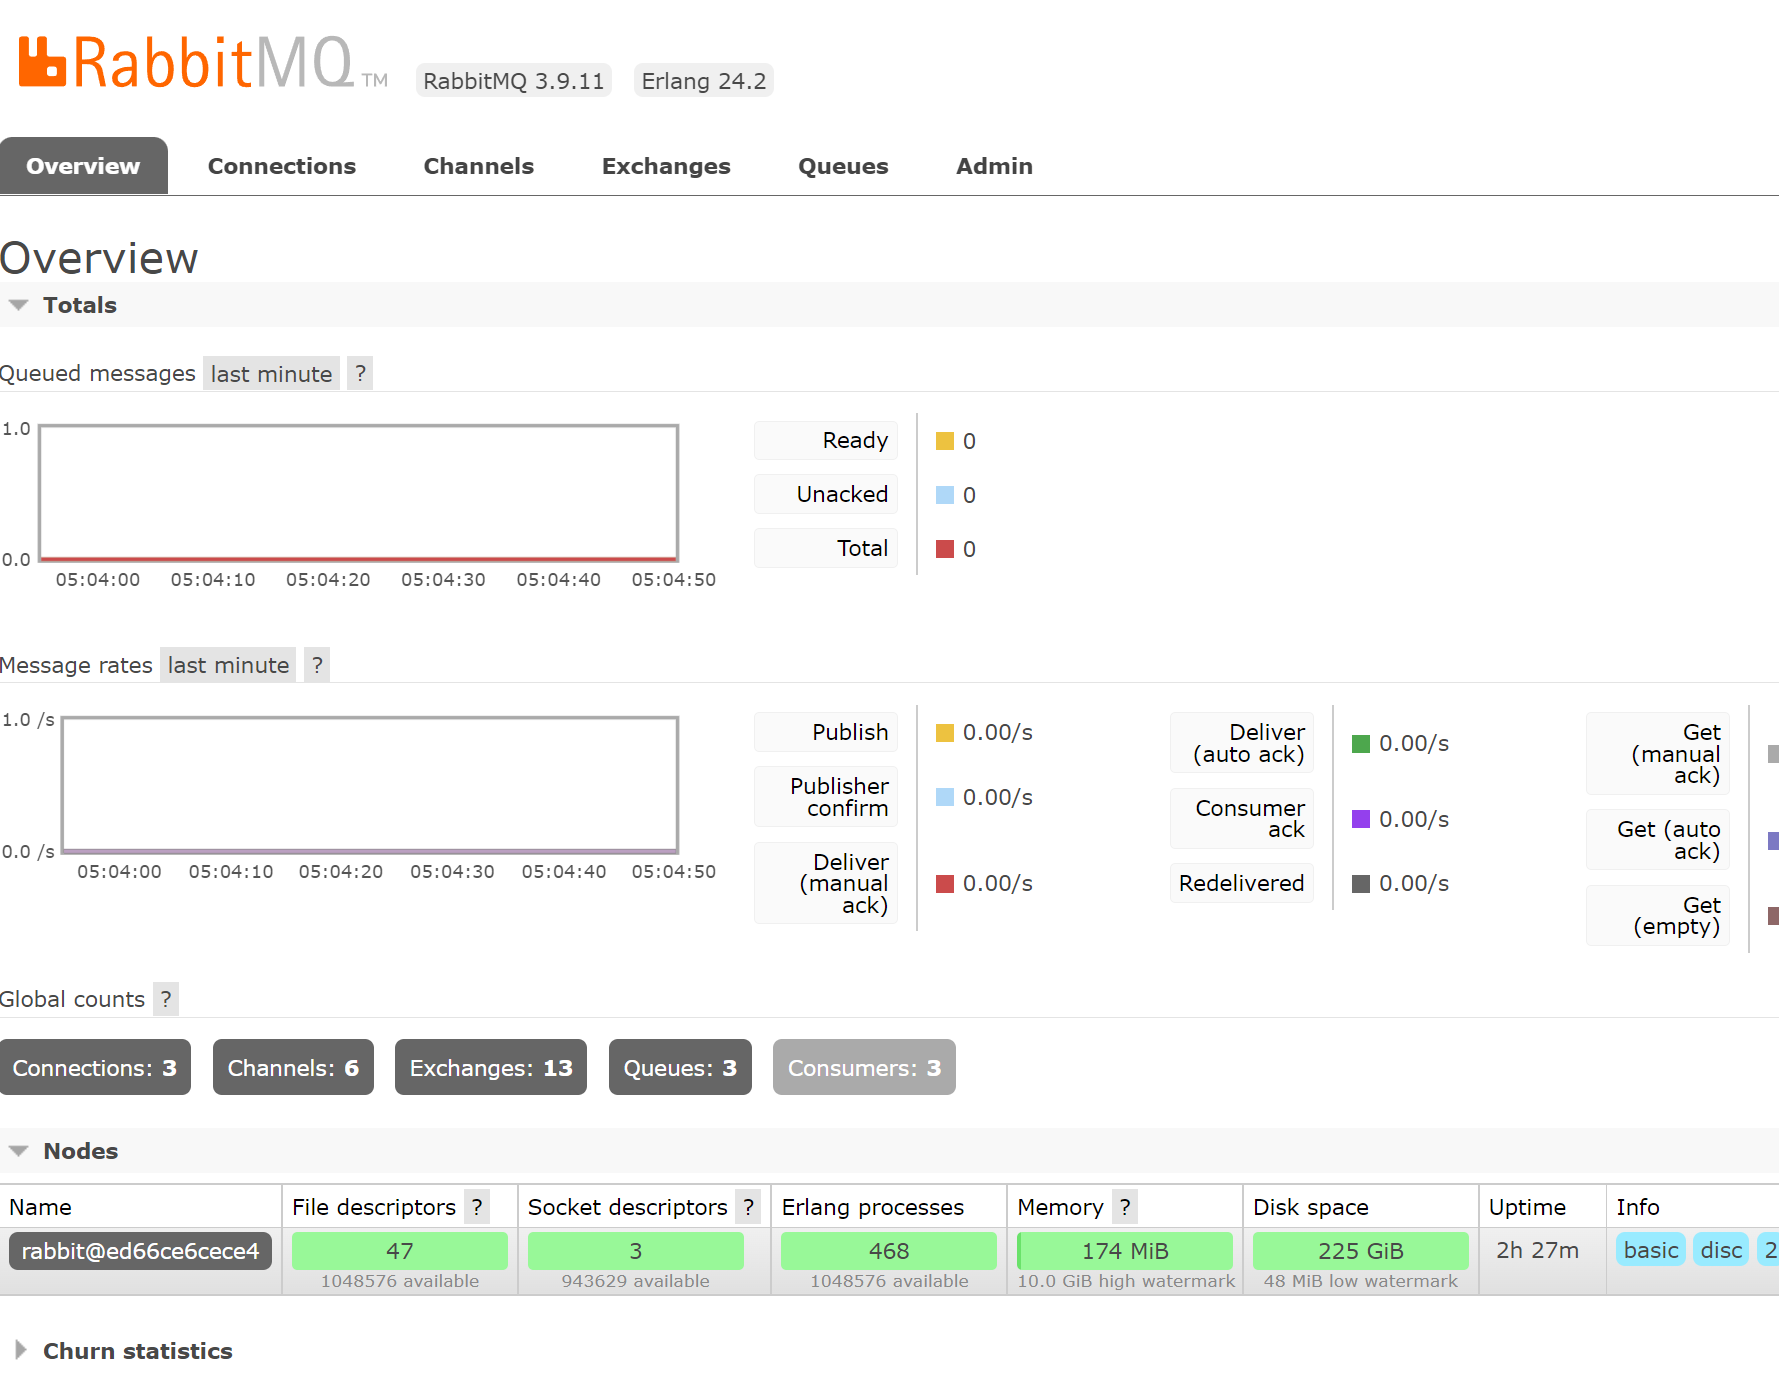 RabbitMQ TM RabbitMQ 3.9.11 Erlang 24.2
Overview Connections Channels Exchanges Queues Admin
Overview
Totals
Queued messages last minute ?
1.0
0.0
05:04:00 05:04:10 05:04:20 05:04:30 05:04:40 05:04:50
Ready 0
Unacked 0
Total 0
Message rates last minute ?
1.0 /s
0.0 /s
05:04:00 05:04:10 05:04:20 05:04:30 05:04:40 05:04:50
Publish 0.00/s
Publisher
confirm 0.00/s
Deliver
(manual 0.00/s
ack)
Deliver
(auto ack) 0.00/s
Consumer
ack 0.00/s
Redelivered 0.00/s
Get
(manual
ack)
Get (auto
ack)
Get
(empty)
Global counts ?
Connections: 3 Channels: 6 Exchanges: 13 Queues: 3 Consumers: 3
Nodes
Name File descriptors ? Socket descriptors ? Erlang processes Memory ? Disk space Uptime Info
rabbit@ed66ce6cece4 47 3 468 174 MiB 225 GiB 2h 27m basic disc 2
1048576 available 943629 available 1048576 available 10.0 GiB high watermark 48 MiB low watermark
Churn statistics